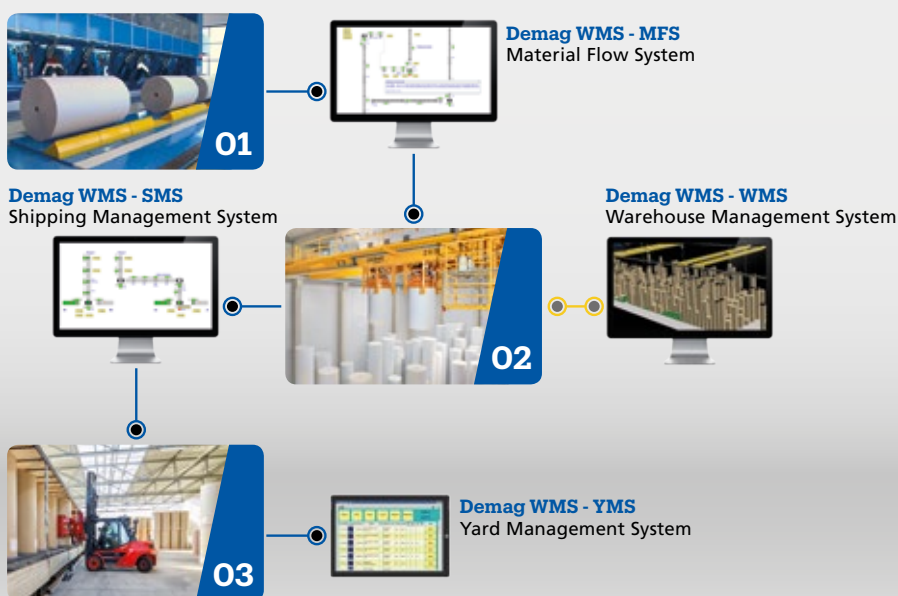 01
Demag WMS - MFS
Material Flow System
Demag WMS - SMS
Shipping Management System
Demag WMS - WMS
Warehouse Management System
02
03
Demag WMS - YMS
Yard Management System